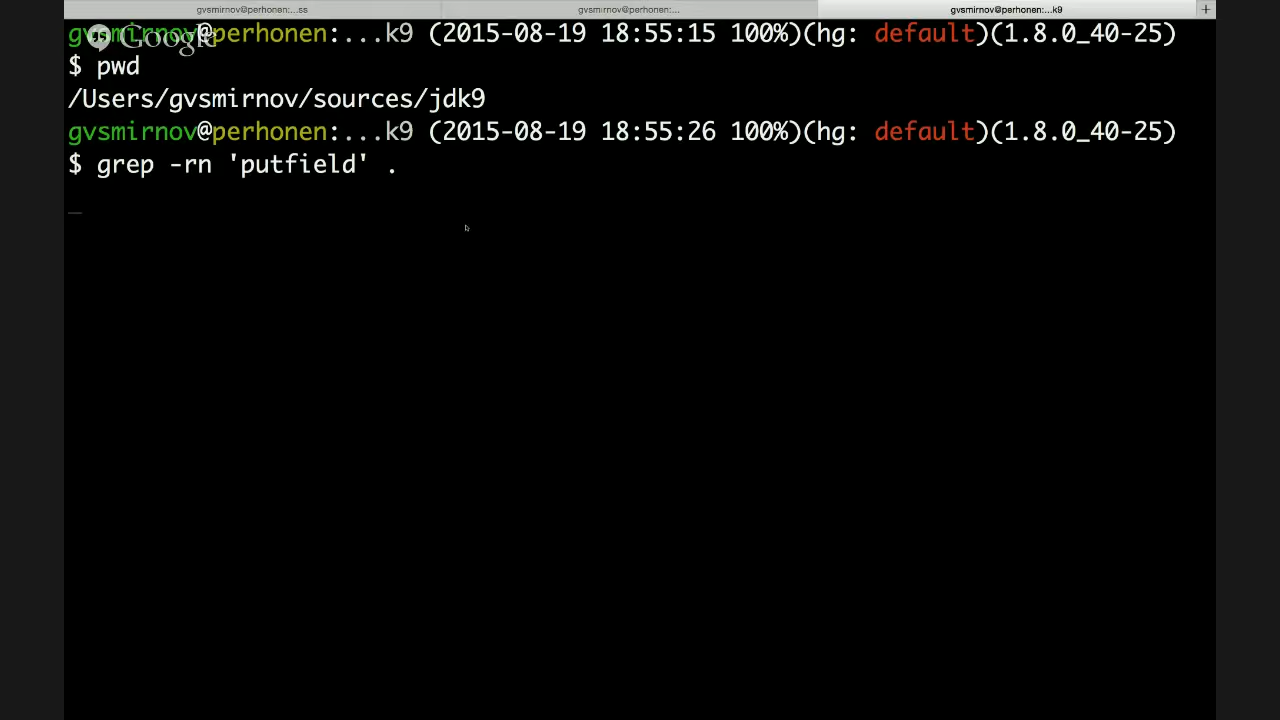 gvsmirnov@perhonen:...ss gvsmirnov@perhonen:... gvsmirnov@perhonen:...k9 +
gvsmirnov@perhonen:...k9 (2015-08-19 18:55:15 100%)(hg: default)(1.8.0_40-25)
Google
$ pwd
/Users/gvsmirnov/sources/jdk9
gvsmirnov@perhonen:...k9 (2015-08-19 18:55:26 100%)(hg: default)(1.8.0_40-25)
$ grep -rn 'putfield' .